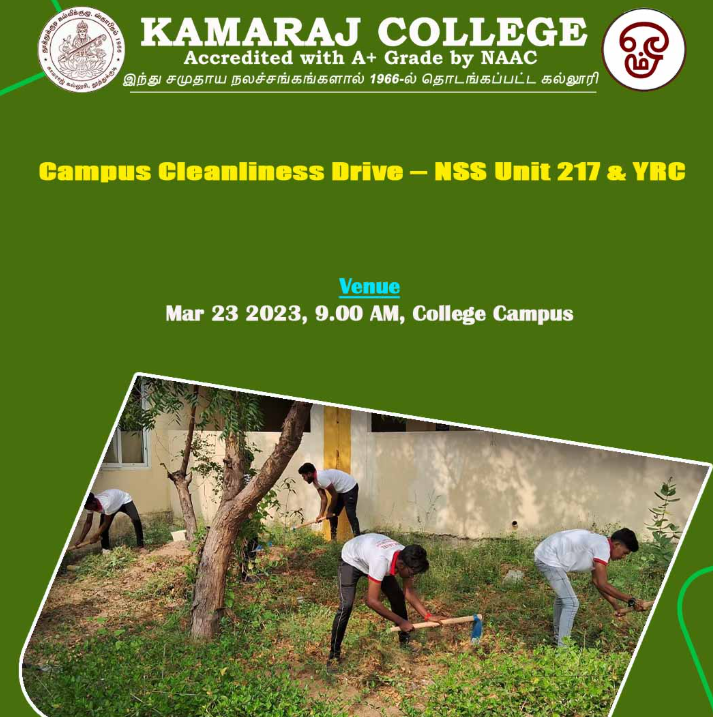 KAMARAJ COLLEGE
Accredited with A+ Grade by NAAC
இந்து சமுதாய நலச்சங்கங்களால் 1966-ல் தொடங்கப்பட்ட கல்லூரி
Campus Cleanliness Drive – NSS Unit 217 & YRC
Venue
Mar 23 2023, 9.00 AM, College Campus